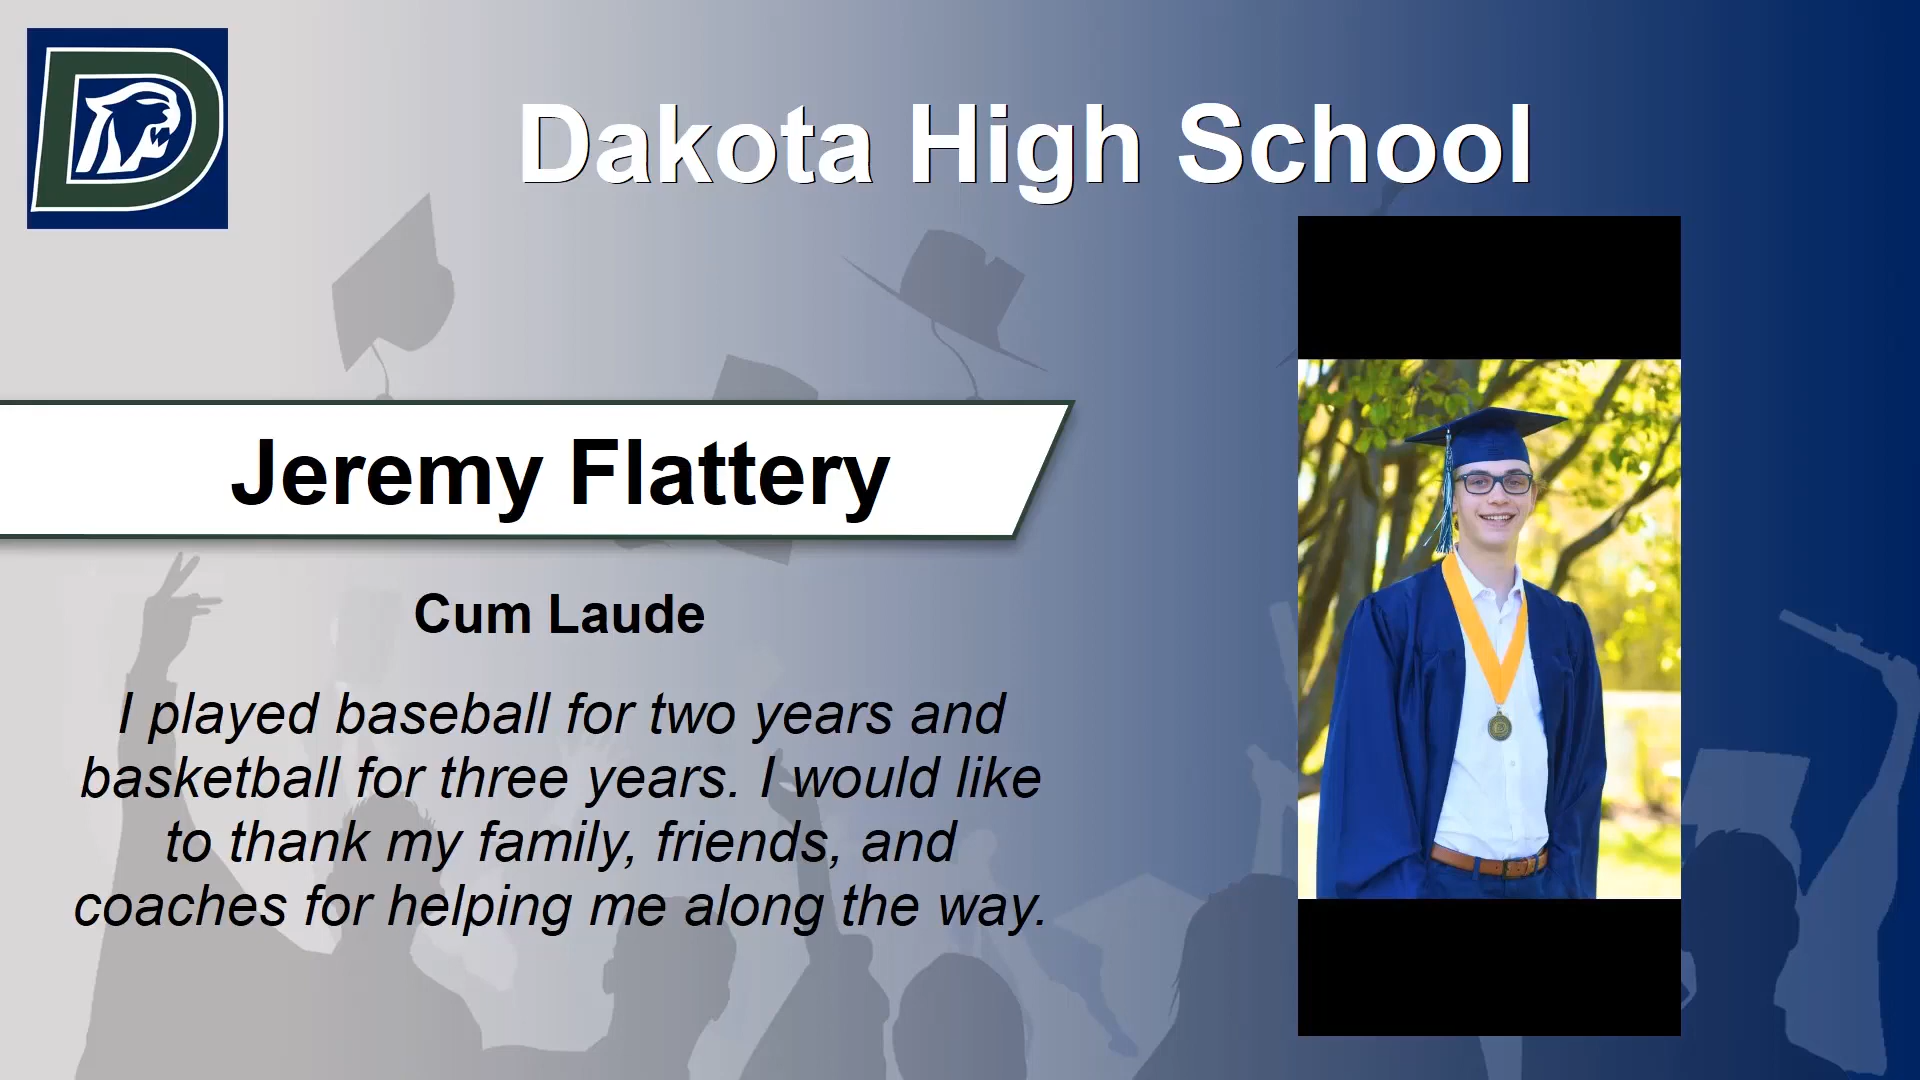 D
Dakota High School
Jeremy Flattery
Cum Laude
I played baseball for two years and
basketball for three years. I would like
to thank my family, friends, and
coaches for helping me along the way.